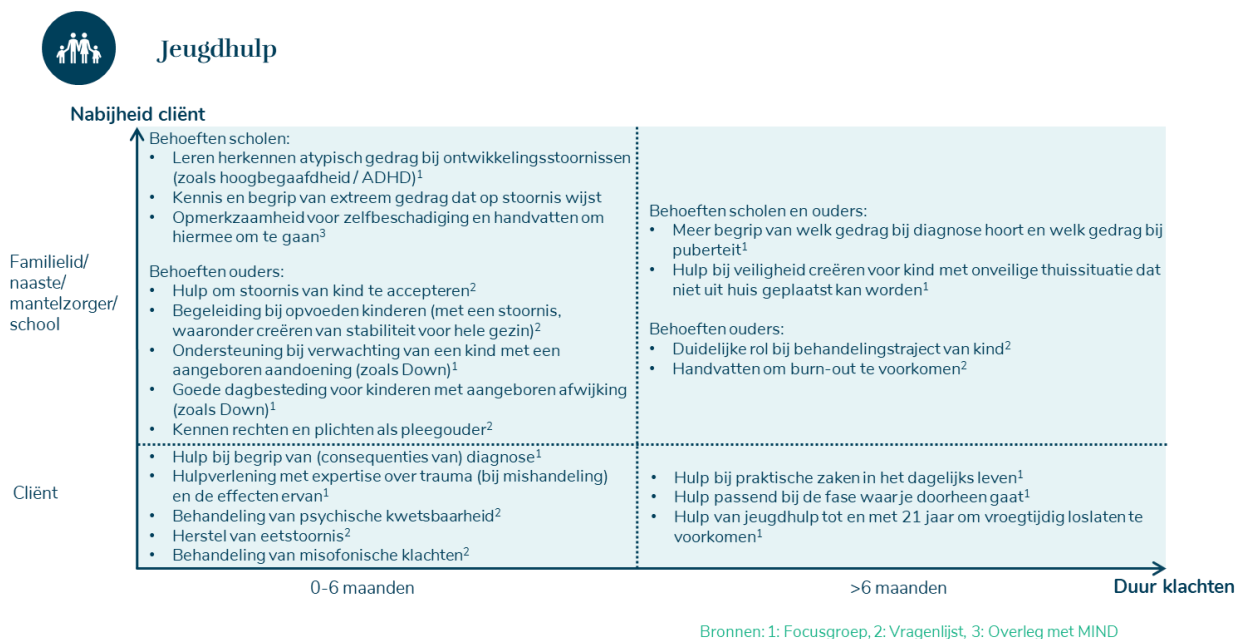 Jeugdhulp
Nabijheid cliënt
Behoeften scholen:
• Leren herkennen atypisch gedrag bij ontwikkelingsstoornissen
(zoals hoogbegaafdheid / ADHD)1
• Kennis en begrip van extreem gedrag dat op stoornis wijst
• Opmerkzaamheid voor zelfbeschadiging en handvatten om
hiermee om te gaan3
Behoeften ouders:
• Hulp om stoornis van kind te accepteren2
• Begeleiding bij opvoeden kinderen (met een stoornis,
waaronder creëren van stabiliteit voor hele gezin)2
• Ondersteuning bij verwachting van een kind met een
aangeboren aandoening (zoals Down)1
• Goede dagbesteding voor kinderen met aangeboren afwijking
(zoals Down)1
• Kennen rechten en plichten als pleegouder2
Behoeften scholen en ouders:
• Meer begrip van welk gedrag bij diagnose hoort en welk gedrag bij
puberteit1
• Hulp bij veiligheid creëren voor kind met onveilige thuissituatie dat
niet uit huis geplaatst kan worden1
Behoeften ouders:
• Duidelijke rol bij behandelingstraject van kind2
• Handvatten om burn-out te voorkomen2
Familielid/
naaste/
mantelzorger/
school
• Hulp bij begrip van (consequenties van) diagnose1
• Hulpverlening met expertise over trauma (bij mishandeling)
en de effecten ervan1
• Behandeling van psychische kwetsbaarheid2
• Herstel van eetstoornis2
• Behandeling van misofonische klachten2
• Hulp bij praktische zaken in het dagelijks leven1
• Hulp passend bij de fase waar je doorheen gaat1
• Hulp van jeugdhulp tot en met 21 jaar om vroegtijdig loslaten te
voorkomen1
Cliënt
0-6 maanden
>6 maanden
Duur klachten
Bronnen: 1: Focusgroep, 2: Vragenlijst, 3: Overleg met MIND